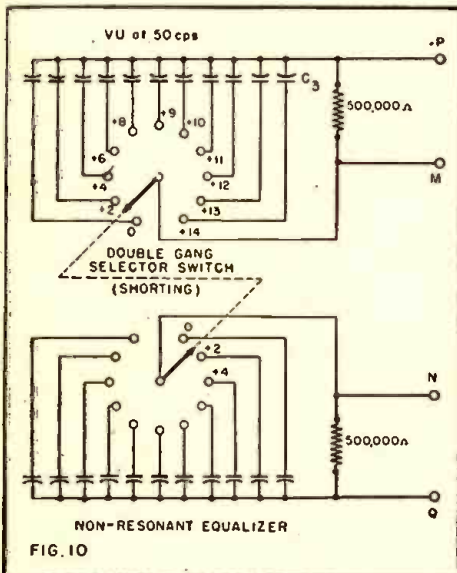 VU at 50 cps
P
C3
500,000Ω
+8
+9
+10
+6
+11
+4
+12
M
+2
+13
0
+14
DOUBLE GANG
SELECTOR SWITCH
(SHORTING)
0
+2
+4
N
500,000Ω
Q
NON-RESONANT EQUALIZER
FIG. 10